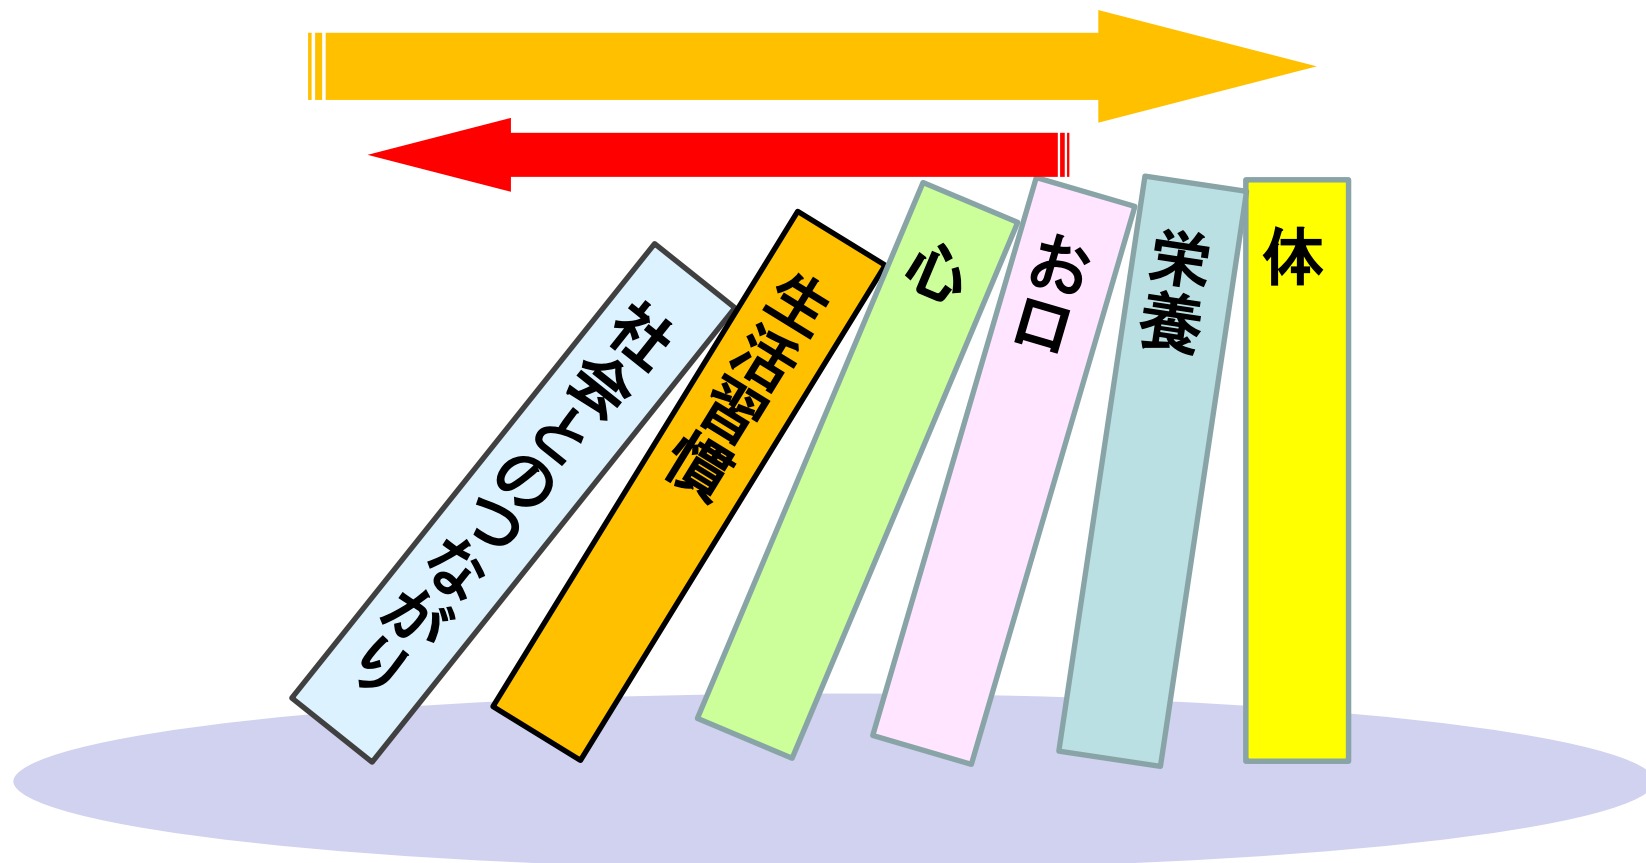 社会とのつながり
生活習慣
心
お口
栄養
体